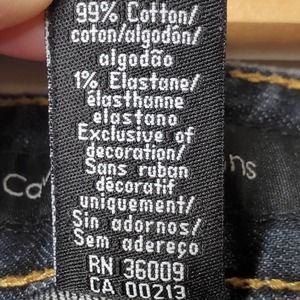 99% Cotton/
coton/algodón/
algodão
1% Elastane/
élasthanne
elastano
Exclusive of
decoration/
Sans ruban
décoratif
uniquement/
Sin adornos/
Sem adereço
RN 36009
CA 00213